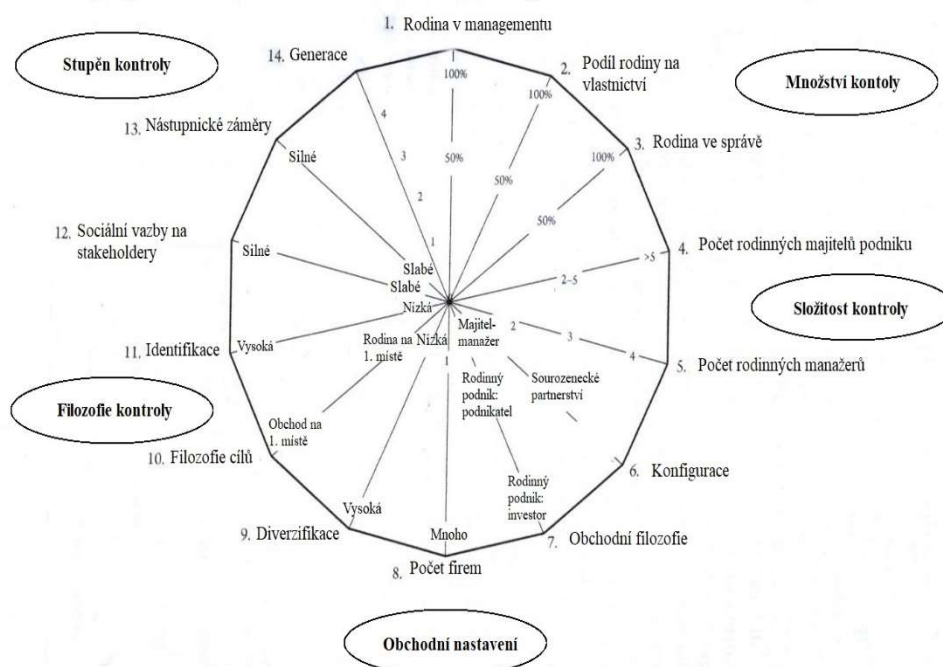 1. Rodina v managementu
14. Generace
Stupěn kontroly
2. Podíl rodiny na
vlastnictví
Množství kontoly
100%
100%
4
13. Nástupnické záměry
3. Rodina ve správě
Silné
3
50%
100%
50%
2
50%
12. Sociální vazby na
stakeholdery
Silné
1
4. Počet rodinných majitelů podniku
>5
2–5
Slabé
Slabé
Nízká
Složitost kontroly
Majitel-
manažer
2
3
4
11. Identifikace
Vysoká
Rodina na
1. místě
Nízká
1
5. Počet rodinných manažerů
Rodinný
podnik:
podnikatel
Sourozenecké
partnerství
Filozofie kontroly
Obchod na
1. místě
10. Filozofie cílů
6. Konfigurace
Rodinný
podnik:
investor
Vysoká
Mnoho
9. Diverzifikace
7. Obchodní filozofie
8. Počet firem
Obchodní nastavení